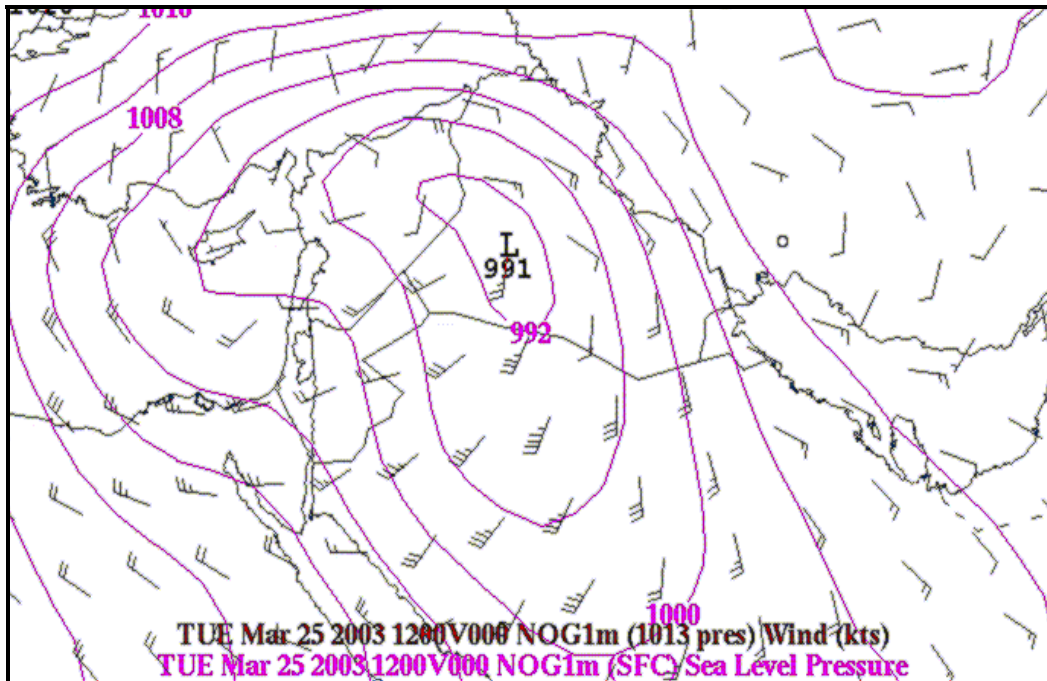 1016
1008
L
991
992
1000
TUE Mar 25 2003 1200V000 NOG1m (1013 pres) Wind (kts)
TUE Mar 25 2003 1200V000 NOG1m (SFC) Sea Level Pressure